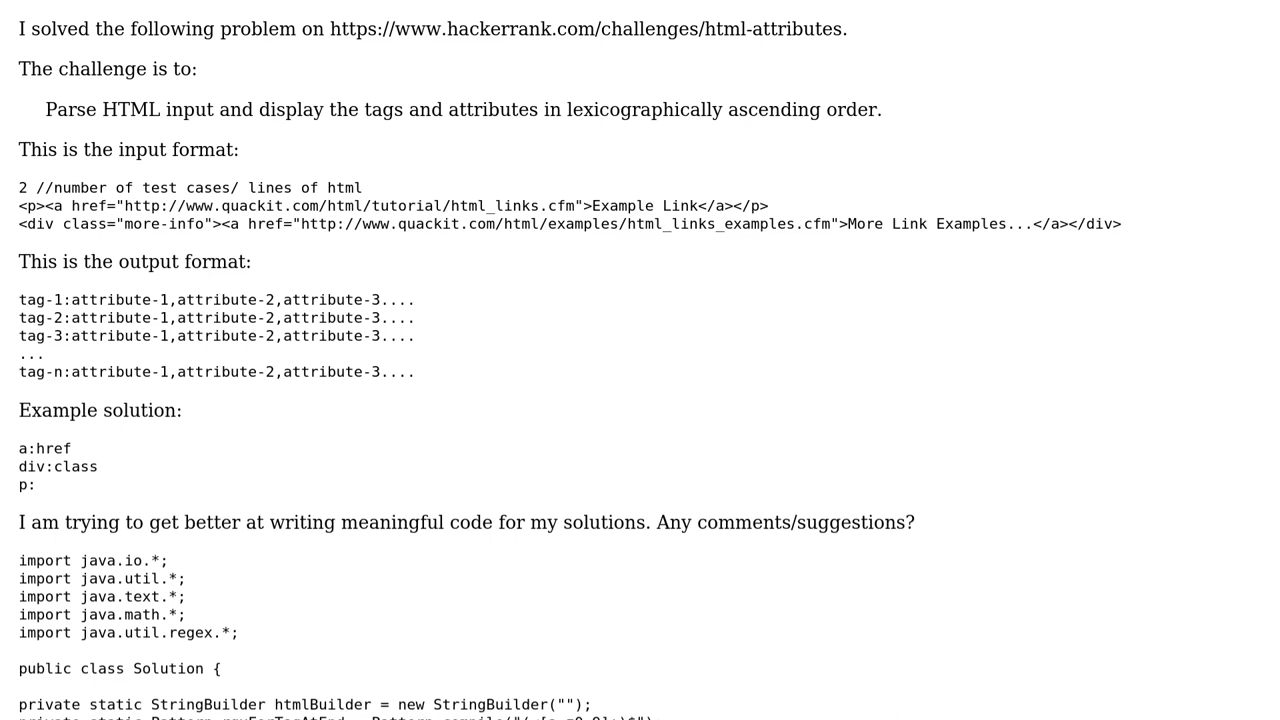 I solved the following problem on https://www.hackerrank.com/challenges/html-attributes.
The challenge is to:
Parse HTML input and display the tags and attributes in lexicographically ascending order.
This is the input format:
2 //number of test cases/ lines of html
<p><a href="http://www.quackit.com/html/tutorial/html_links.cfm">Example Link</a></p>
<div class="more-info"><a href="http://www.quackit.com/html/examples/html_links_examples.cfm">More Link Examples...</a></div>
This is the output format:
tag-1:attribute-1,attribute-2,attribute-3....
tag-2:attribute-1,attribute-2,attribute-3....
tag-3:attribute-1,attribute-2,attribute-3....
...
tag-n:attribute-1,attribute-2,attribute-3....
Example solution:
a:href
div:class
p:
I am trying to get better at writing meaningful code for my solutions. Any comments/suggestions?
import java.io.*;
import java.util.*;
import java.text.*;
import java.math.*;
import java.util.regex.*;
public class Solution {
private static StringBuilder htmlBuilder = new StringBuilder("");
private static Pattern